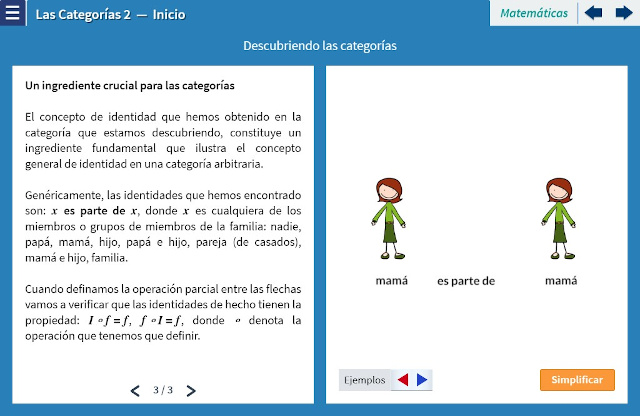 Las Categorías 2 — Inicio
Matemáticas
Descubriendo las categorías
Un ingrediente crucial para las categorías
El concepto de identidad que hemos obtenido en la
categoría que estamos descubriendo, constituye un
ingrediente fundamental que ilustra el concepto
general de identidad en una categoría arbitraria.
Genéricamente, las identidades que hemos encontrado
son: x es parte de x, donde x es cualquiera de los
miembros o grupos de miembros de la familia: nadie,
papá, mamá, hijo, papá e hijo, pareja (de casados),
mamá e hijo, familia.
Cuando definamos la operación parcial entre las flechas
vamos a verificar que las identidades de hecho tienen la
propiedad: I ∘ f = f, f ∘ I = f, donde ∘ denota la
operación que tenemos que definir.
3 / 3
mamá es parte de mamá
Ejemplos
Simplificar